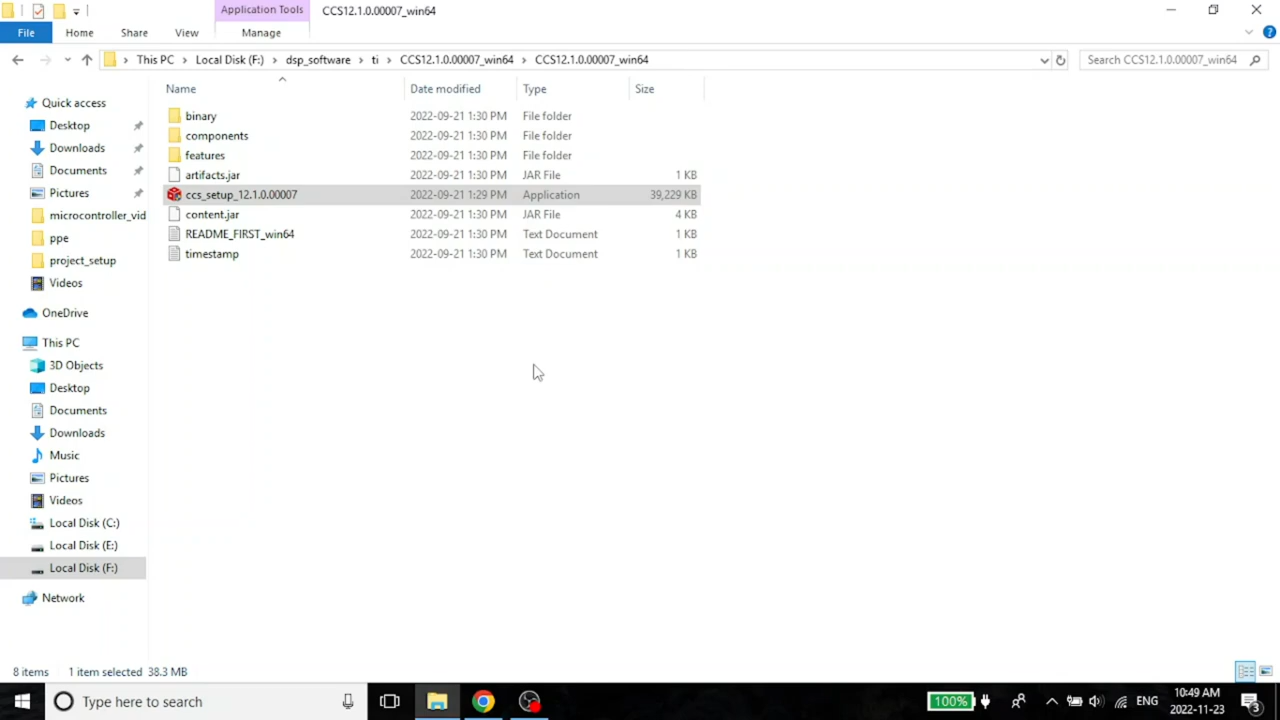 Application Tools
CCS12.1.0.00007_win64
File
Home
Share
View
Manage
This PC
Local Disk (F:)
dsp_software
ti
CCS12.1.0.00007_win64
CCS12.1.0.00007_win64
Search CCS12.1.0.00007_win64
Name
Date modified
Type
Size
binary 2022-09-21 1:30 PM File folder
components 2022-09-21 1:30 PM File folder
features 2022-09-21 1:30 PM File folder
artifacts.jar 2022-09-21 1:30 PM JAR File 1 KB
ccs_setup_12.1.0.00007 2022-09-21 1:29 PM Application 39,229 KB
content.jar 2022-09-21 1:30 PM JAR File 4 KB
README_FIRST_win64 2022-09-21 1:30 PM Text Document 1 KB
timestamp 2022-09-21 1:30 PM Text Document 1 KB
Quick access
Desktop
Downloads
Documents
Pictures
microcontroller_vid
ppe
project_setup
Videos
OneDrive
This PC
3D Objects
Desktop
Documents
Downloads
Music
Pictures
Videos
Local Disk (C:)
Local Disk (E:)
Local Disk (F:)
Network
8 items
1 item selected 38.3 MB
Type here to search
100%
ENG
10:49 AM
2022-11-23
3